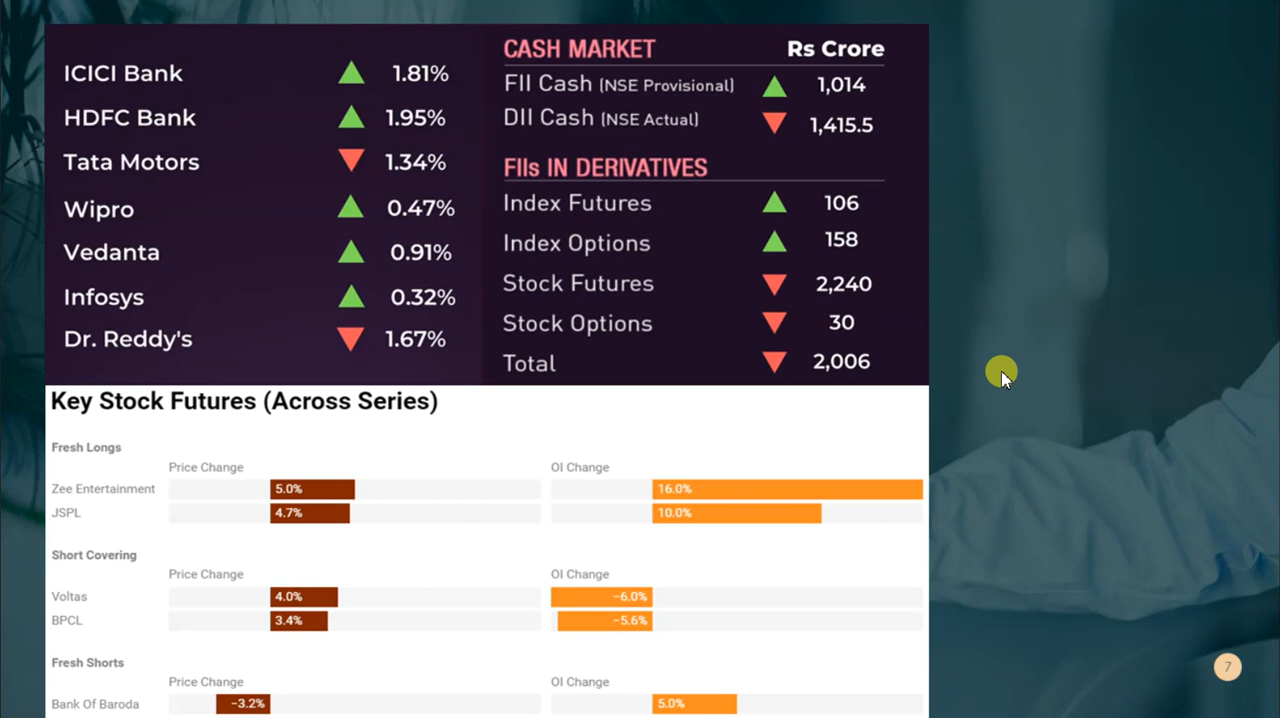 ICICI Bank 1.81%
HDFC Bank 1.95%
Tata Motors 1.34%
Wipro 0.47%
Vedanta 0.91%
Infosys 0.32%
Dr. Reddy's 1.67%
CASH MARKET Rs Crore
FII Cash (NSE Provisional) 1,014
DII Cash (NSE Actual) 1,415.5
FIIs IN DERIVATIVES
Index Futures 106
Index Options 158
Stock Futures 2,240
Stock Options 30
Total 2,006
Key Stock Futures (Across Series)
Fresh Longs
Price Change OI Change
Zee Entertainment 5.0% 16.0%
JSPL 4.7% 10.0%
Short Covering
Price Change OI Change
Voltas 4.0% −6.0%
BPCL 3.4% −5.6%
Fresh Shorts
Price Change OI Change
Bank Of Baroda −3.2% 5.0%
7